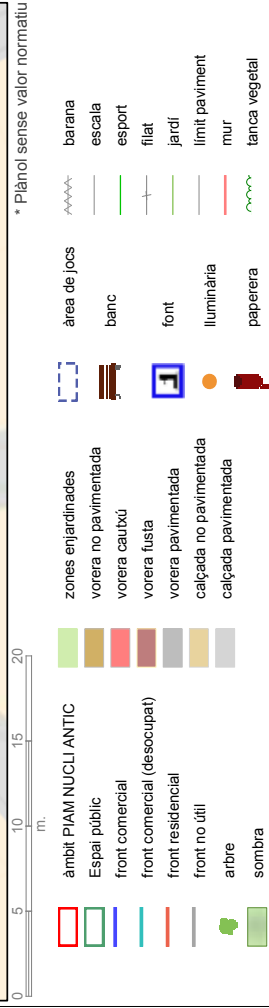 * Plànol sense valor normatiu
0 5 10 15 20
m.
àmbit PIAM NUCLI ANTIC
Espai públic
front comercial
front comercial (desocupat)
front residencial
front no útil
arbre
sombra
zones enjardinades
vorera no pavimentada
vorera cautxú
vorera fusta
vorera pavimentada
calçada no pavimentada
calçada pavimentada
àrea de jocs
banc
font
lluminària
paperera
barana
escala
esport
filat
jardí
límit paviment
mur
tanca vegetal